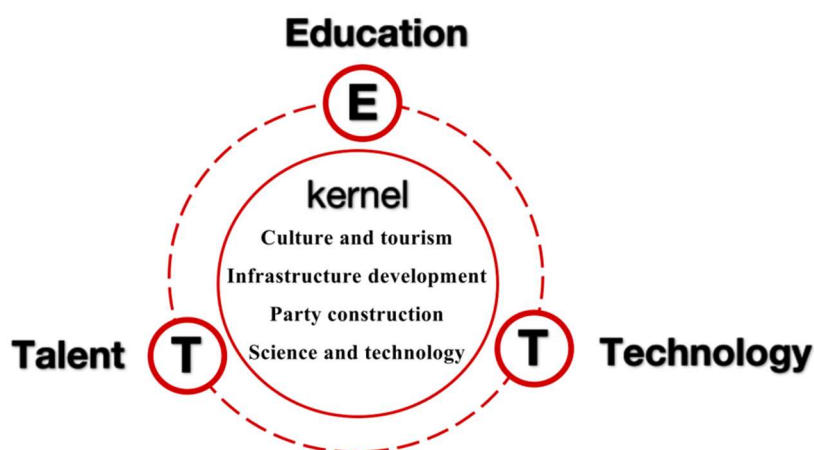 Education
E
kernel
Culture and tourism
Infrastructure development
Party construction
Science and technology
Talent
T
T
Technology